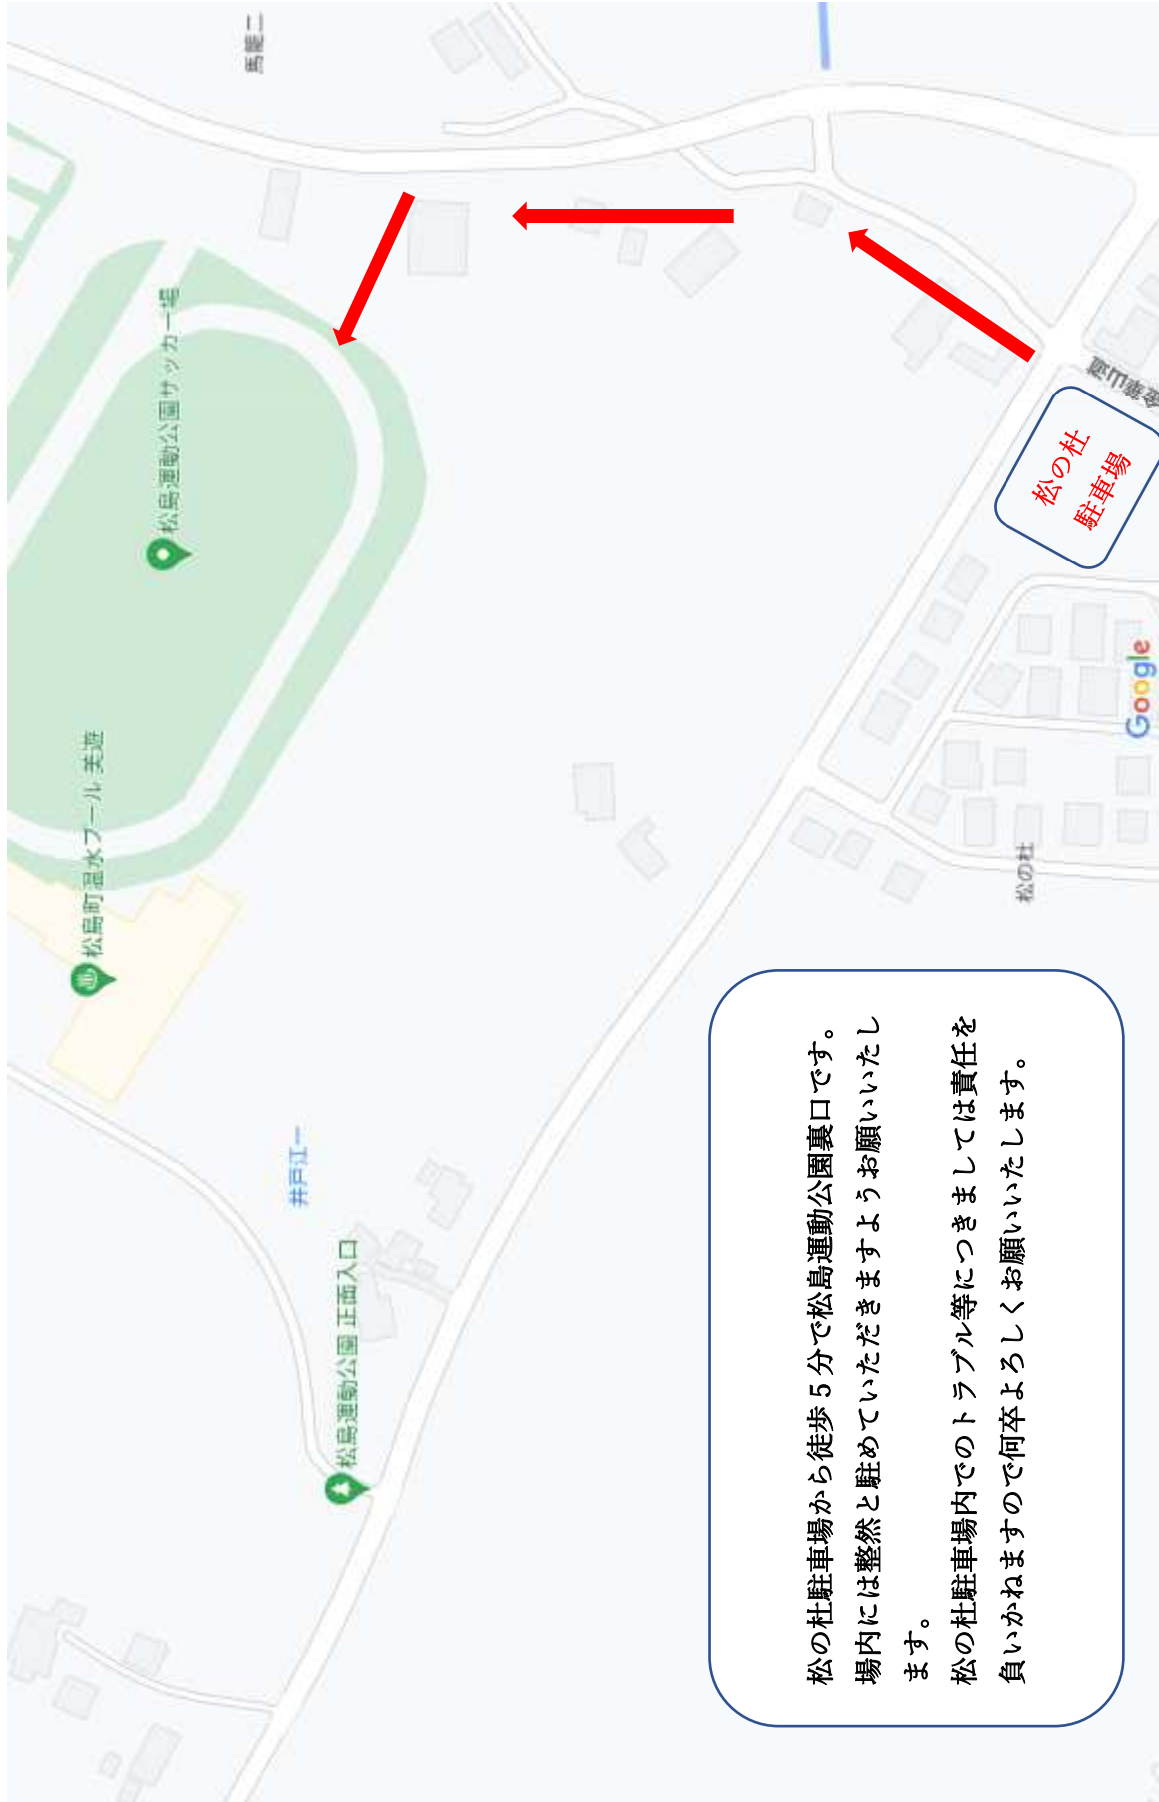 松島町温水プール 美遊
松島運動公園サッカー場
馬籠二
井戸江一
松島運動公園 正面入口
松の杜
駐車場
松の杜
Google
松の杜駐車場から徒歩5分で松島運動公園裏口です。
場内には整然と駐めていただきますようお願いいたし
ます。
松の杜駐車場内でのトラブル等につきましては責任を
負いかねますので何卒よろしくお願いいたします。